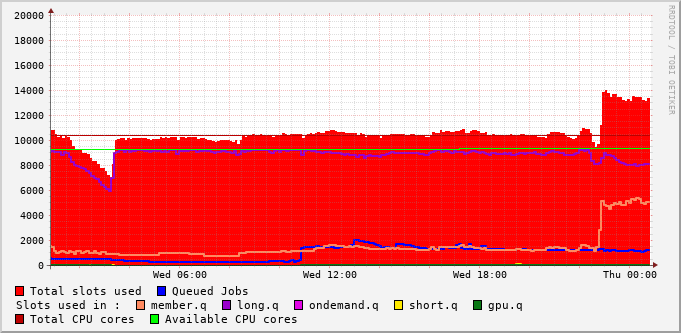 RRDTOOL / TOBI OETIKER
20000
18000
16000
14000
12000
10000
8000
6000
4000
2000
0
Wed 06:00 Wed 12:00 Wed 18:00 Thu 00:00
Total slots used Queued Jobs
Slots used in : member.q long.q ondemand.q short.q gpu.q
Total CPU cores Available CPU cores